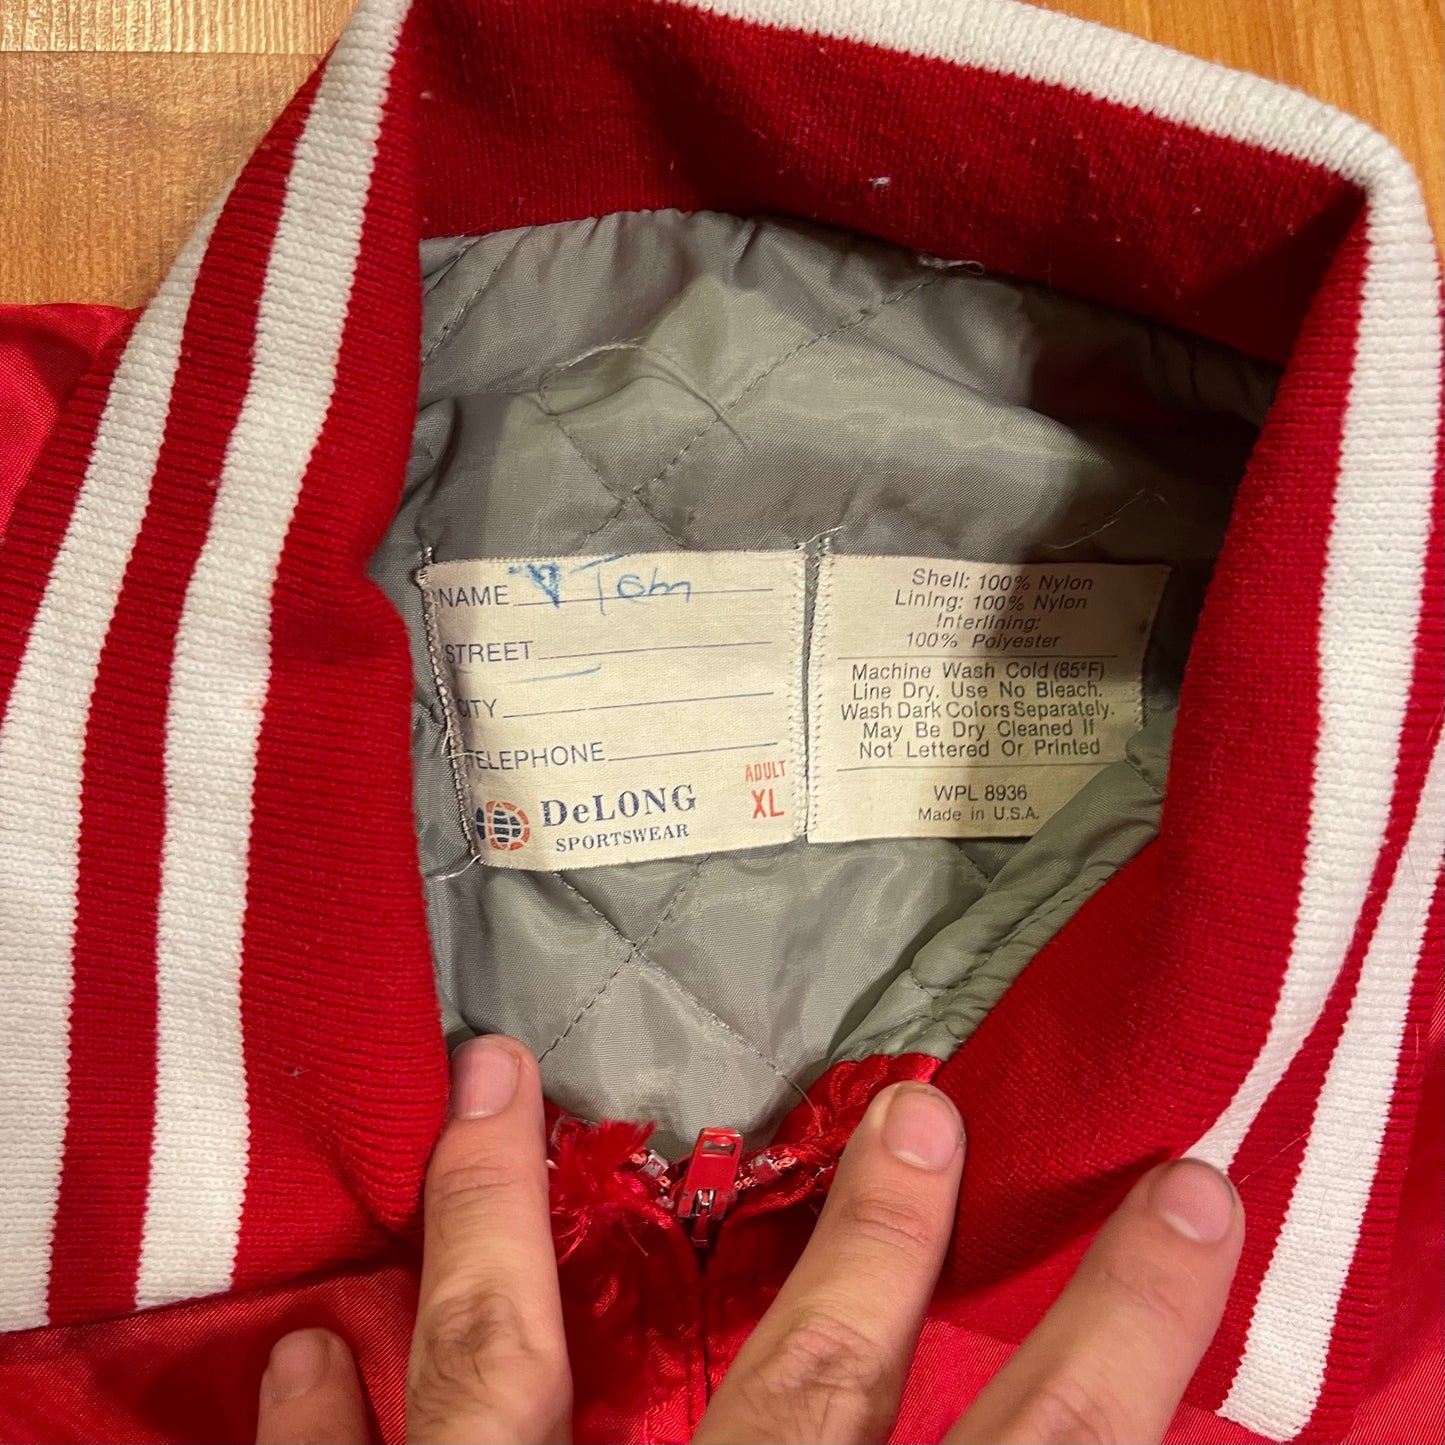 NAME Tom
STREET
CITY
TELEPHONE
DeLONG
SPORTSWEAR
ADULT
XL
Shell: 100% Nylon
Lining: 100% Nylon
Interlining:
100% Polyester
Machine Wash Cold (85°F)
Line Dry. Use No Bleach.
Wash Dark Colors Separately.
May Be Dry Cleaned If
Not Lettered Or Printed
WPL 8936
Made in U.S.A.